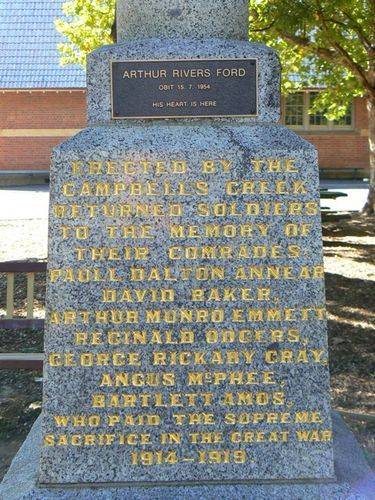 ARTHUR RIVERS FORD
OBIT 15. 7. 1954
HIS HEART IS HERE
ERECTED BY THE
CAMPBELLS CREEK
RETURNED SOLDIERS
TO THE MEMORY OF
THEIR COMRADES
PAULL DALTON ANNEAR
DAVID BAKER,
ARTHUR MUNRO EMMETT
REGINALD ODGERS,
GEORGE RICKARY GRAY,
ANGUS McPHEE,
BARTLETT AMOS,
WHO PAID THE SUPREME
SACRIFICE IN THE GREAT WAR
1914-1919